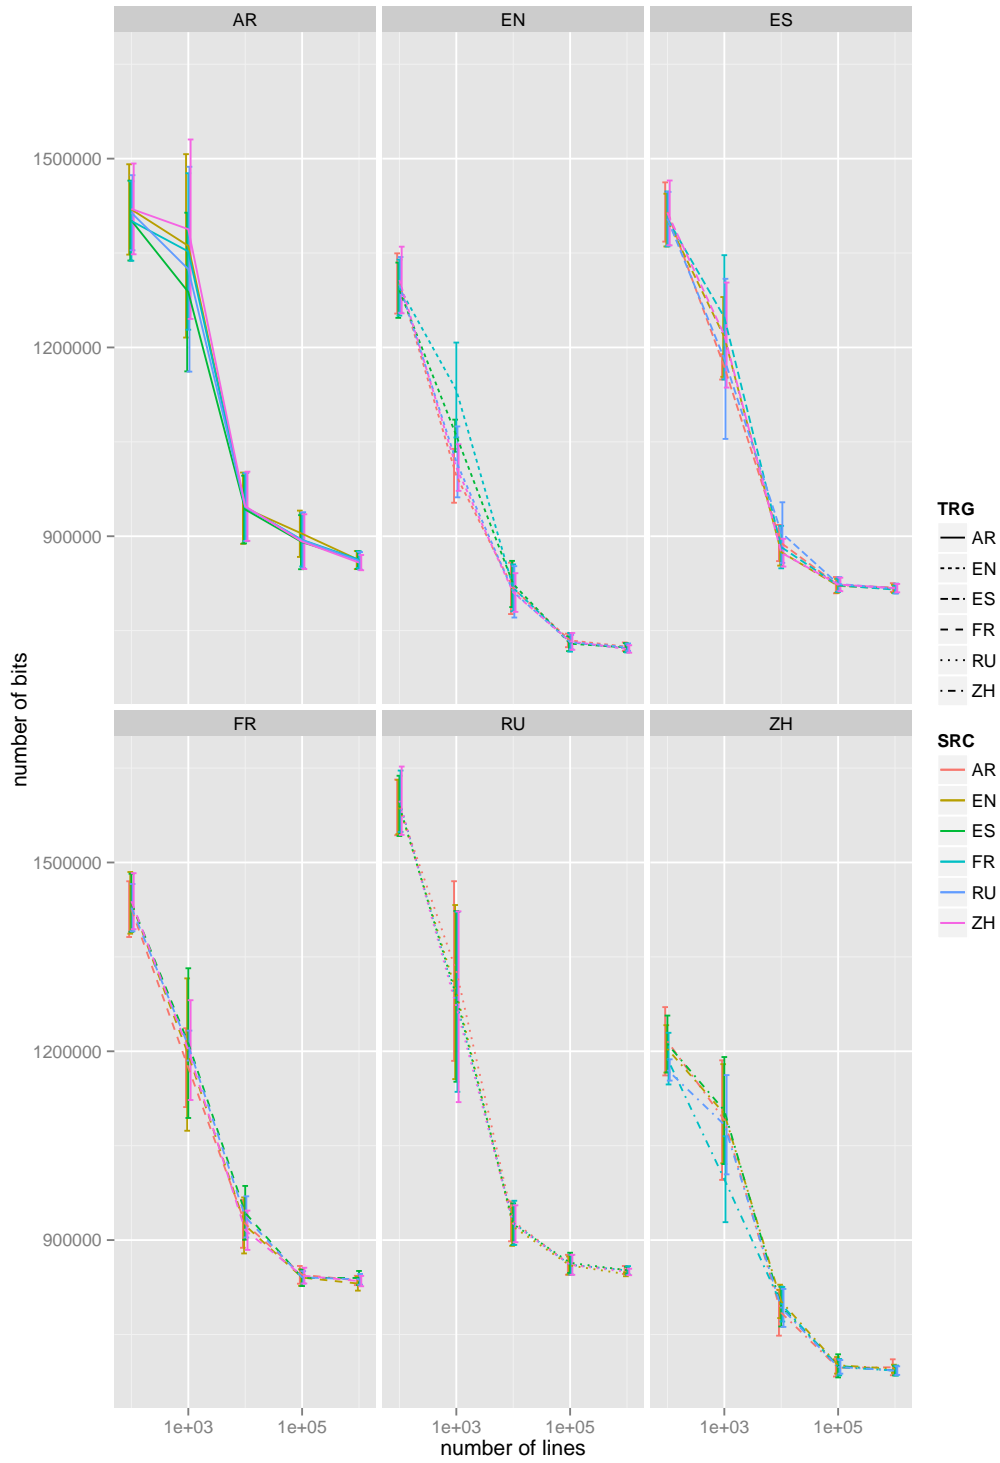 AR EN ES
1500000
1200000
900000
number of bits
FR RU ZH
1500000
1200000
900000
1e+03 1e+05 1e+03 1e+05 1e+03 1e+05
number of lines
TRG
AR
EN
ES
FR
RU
ZH
SRC
AR
EN
ES
FR
RU
ZH